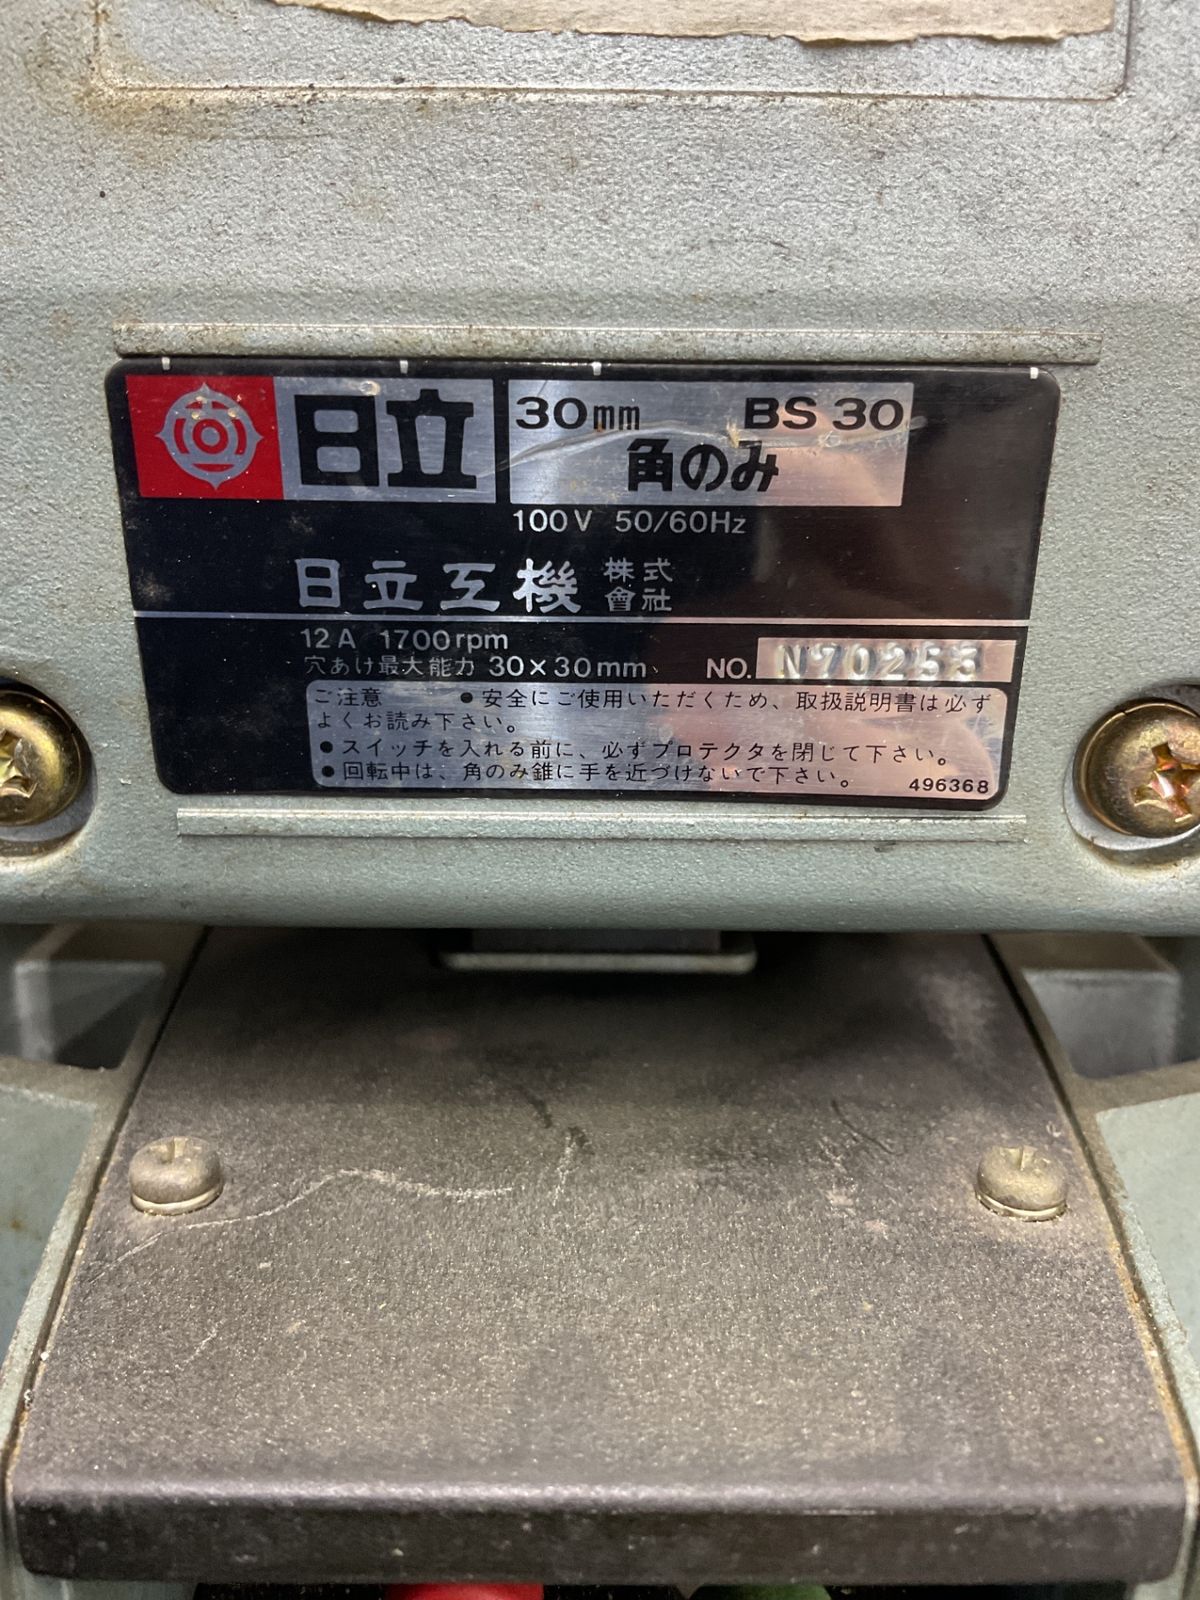 日立
30mm BS 30
角のみ
100V 50/60Hz
日立工機 株式會社
12A 1700rpm
穴あけ最大能力 30×30mm NO. N70253
ご注意 ●安全にご使用いただくため、取扱説明書は必ず
よくお読み下さい。
●スイッチを入れる前に、必ずプロテクタを閉じて下さい。
●回転中は、角のみ錐に手を近づけないで下さい。
496368